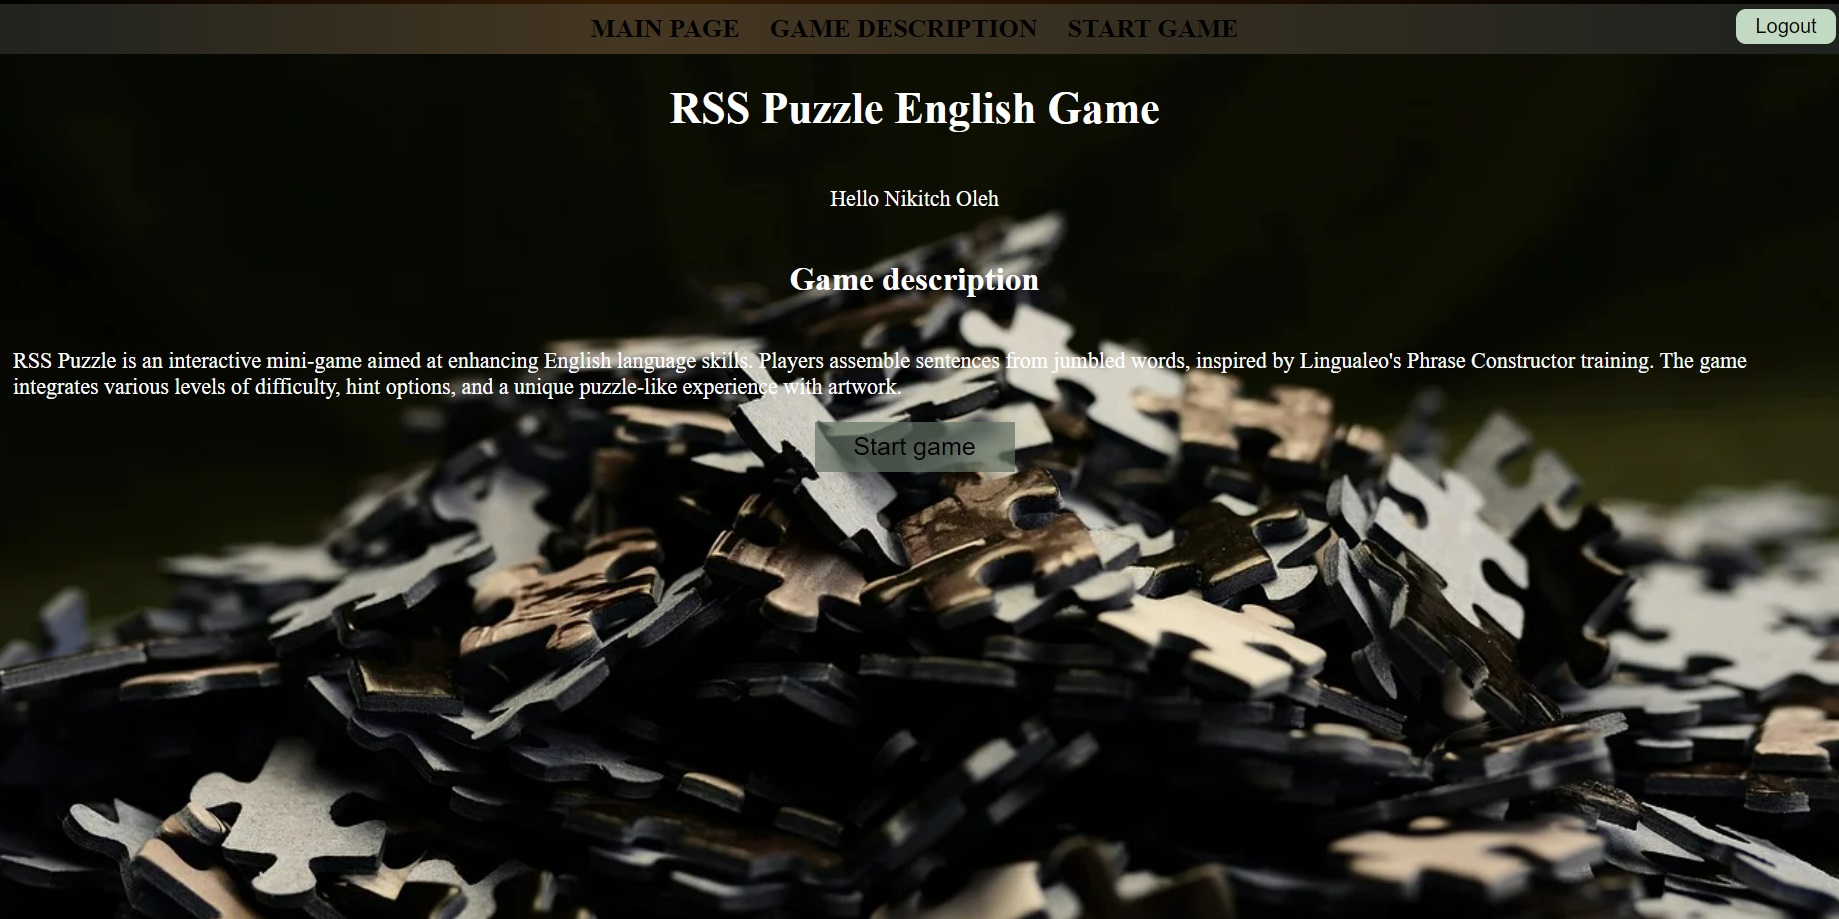 MAIN PAGE GAME DESCRIPTION START GAME Logout
RSS Puzzle English Game
Hello Nikitch Oleh
Game description
RSS Puzzle is an interactive mini-game aimed at enhancing English language skills. Players assemble sentences from jumbled words, inspired by Lingualeo's Phrase Constructor training. The game
integrates various levels of difficulty, hint options, and a unique puzzle-like experience with artwork.
Start game